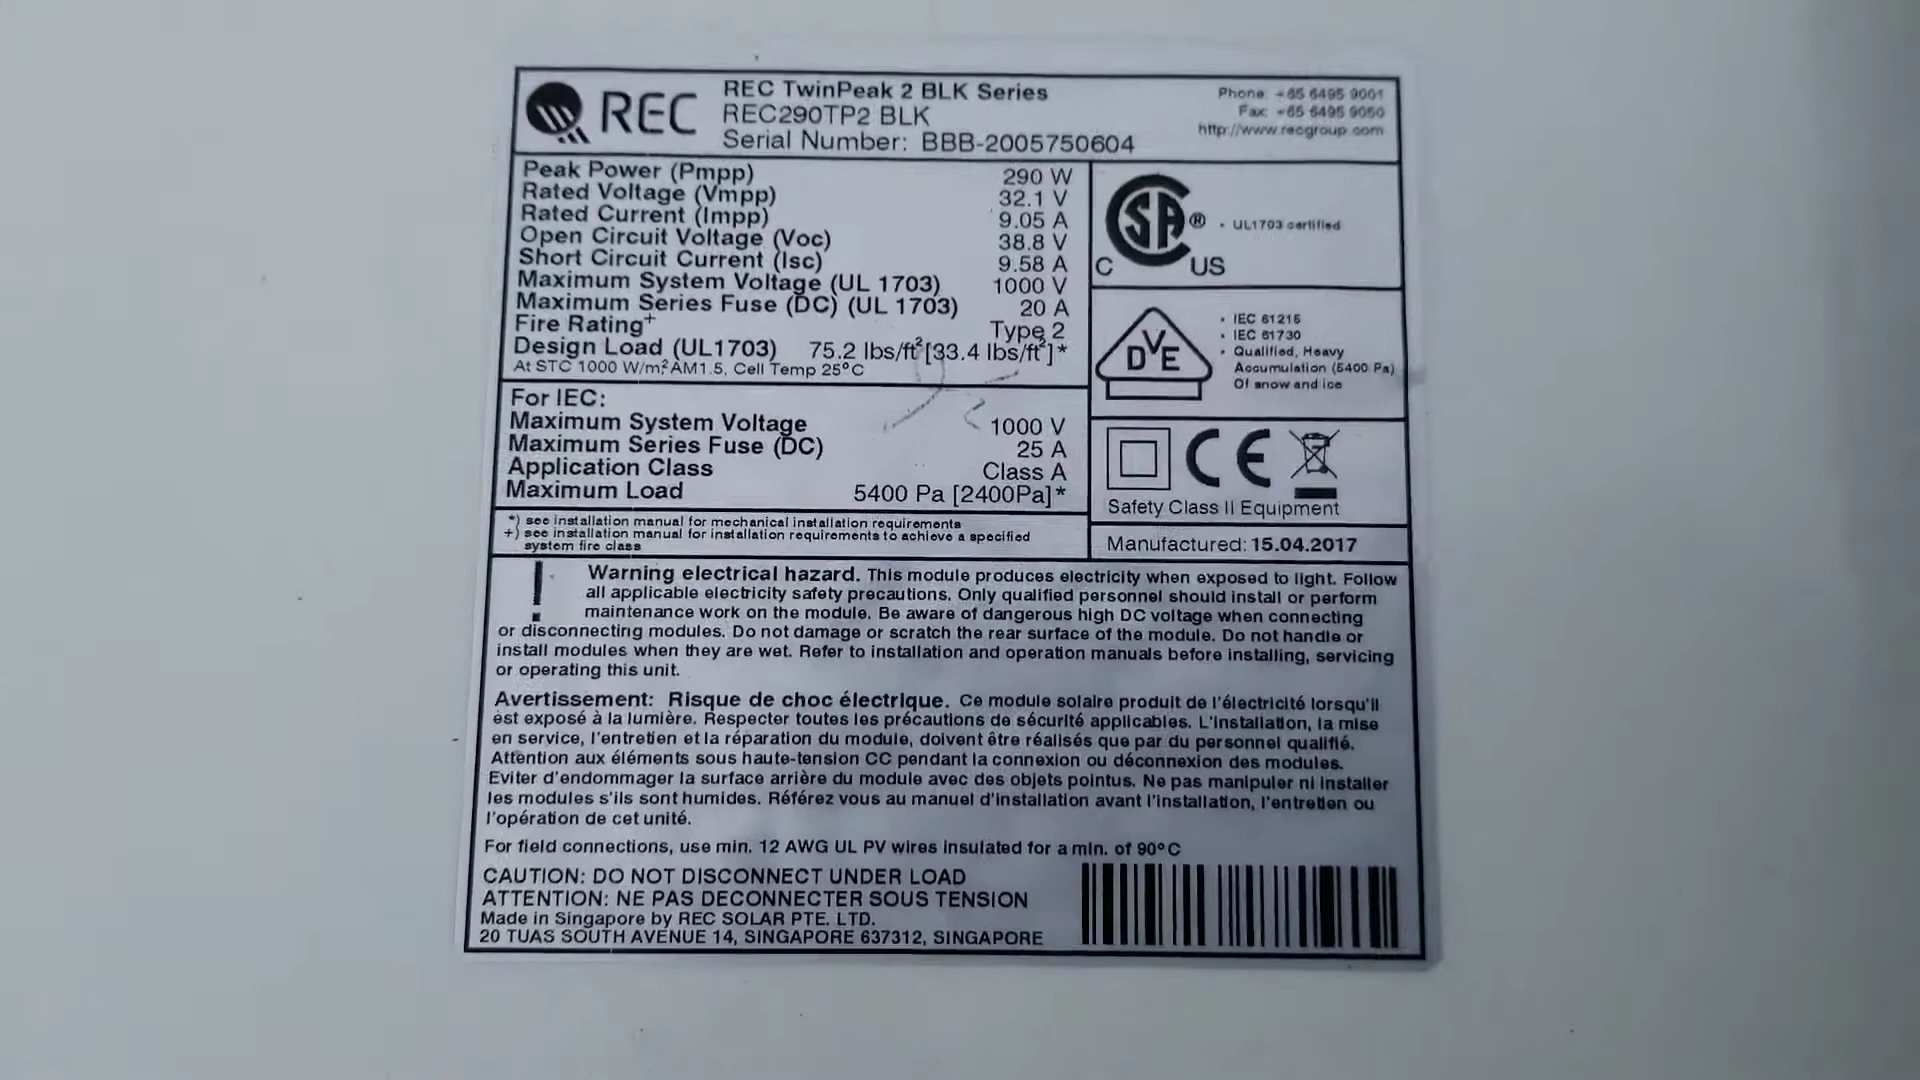 REC
REC TwinPeak 2 BLK Series
REC290TP2 BLK
Serial Number: BBB-2005750604
Phone: +65 6495 9001
Fax: +65 6495 9050
http://www.recgroup.com
Peak Power (Pmpp) 290 W
Rated Voltage (Vmpp) 32.1 V
Rated Current (Impp) 9.05 A
Open Circuit Voltage (Voc) 38.8 V
Short Circuit Current (Isc) 9.58 A
Maximum System Voltage (UL 1703) 1000 V
Maximum Series Fuse (DC) (UL 1703) 20 A
Fire Rating+ Type 2
Design Load (UL1703) 75.2 lbs/ft²[33.4 lbs/ft²]*
At STC 1000 W/m² AM1.5, Cell Temp 25°C
SA®
C US
• UL1703 certified
For IEC:
Maximum System Voltage 1000 V
Maximum Series Fuse (DC) 25 A
Application Class Class A
Maximum Load 5400 Pa [2400Pa]*
DVE
• IEC 61215
• IEC 61730
• Qualified, Heavy
Accumulation (5400 Pa)
Of snow and ice
CE
Safety Class II Equipment
*) see installation manual for mechanical installation requirements
+) see installation manual for installation requirements to achieve a specified
system fire class
Manufactured: 15.04.2017
! Warning electrical hazard. This module produces electricity when exposed to light. Follow
all applicable electricity safety precautions. Only qualified personnel should install or perform
maintenance work on the module. Be aware of dangerous high DC voltage when connecting
or disconnecting modules. Do not damage or scratch the rear surface of the module. Do not handle or
install modules when they are wet. Refer to installation and operation manuals before installing, servicing
or operating this unit.
Avertissement: Risque de choc électrique. Ce module solaire produit de l'électricité lorsqu'il
est exposé à la lumière. Respecter toutes les précautions de sécurité applicables. L'installation, la mise
en service, l'entretien et la réparation du module, doivent être réalisés que par du personnel qualifié.
Attention aux éléments sous haute-tension CC pendant la connexion ou déconnexion des modules.
Eviter d'endommager la surface arrière du module avec des objets pointus. Ne pas manipuler ni installer
les modules s'ils sont humides. Référez vous au manuel d'installation avant l'installation, l'entretien ou
l'opération de cet unité.
For field connections, use min. 12 AWG UL PV wires insulated for a min. of 90°C
CAUTION: DO NOT DISCONNECT UNDER LOAD
ATTENTION: NE PAS DECONNECTER SOUS TENSION
Made in Singapore by REC SOLAR PTE. LTD.
20 TUAS SOUTH AVENUE 14, SINGAPORE 637312, SINGAPORE